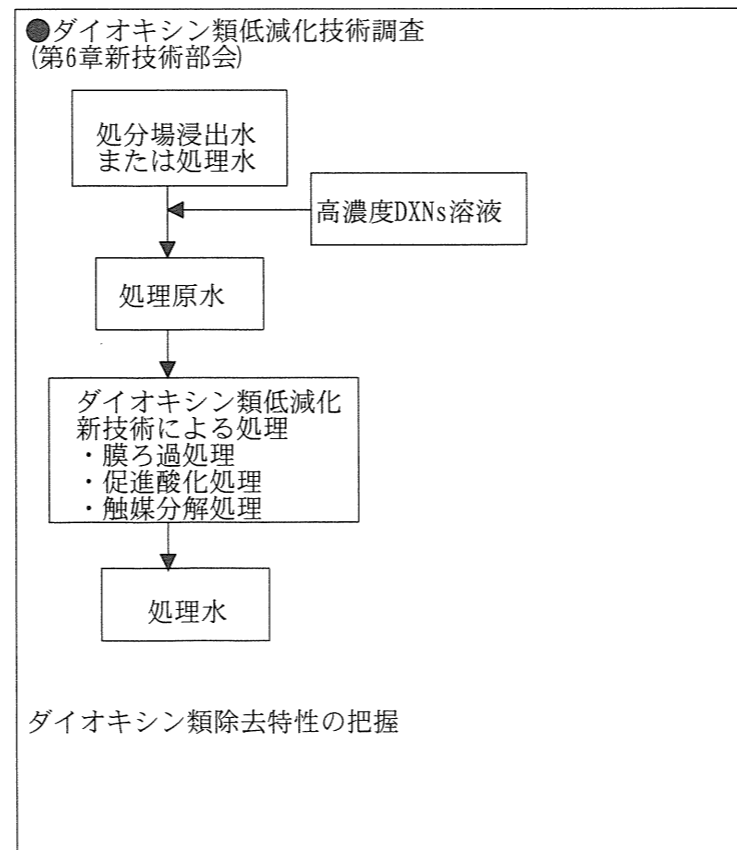 ●ダイオキシン類低減化技術調査
(第6章新技術部会)
処分場浸出水
または処理水
高濃度DXNs溶液
処理原水
ダイオキシン類低減化
新技術による処理
・膜ろ過処理
・促進酸化処理
・触媒分解処理
処理水
ダイオキシン類除去特性の把握